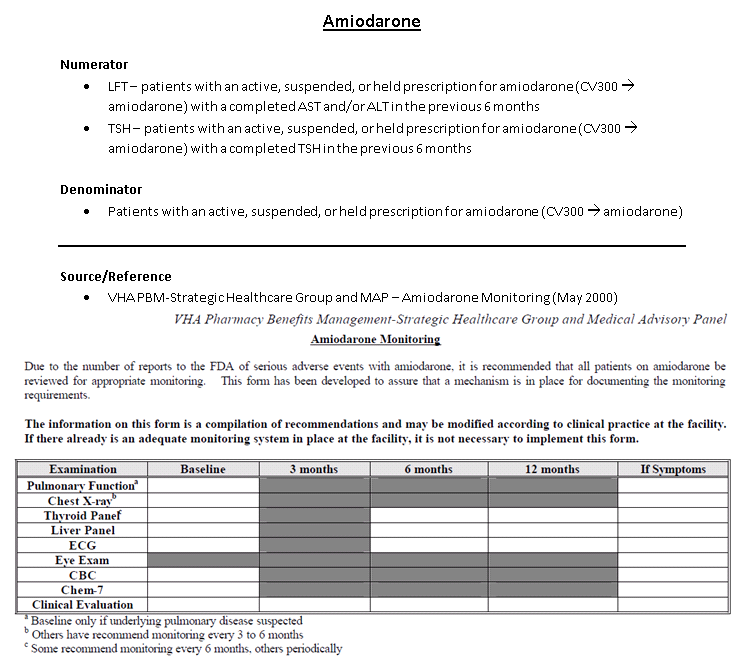 Amiodarone
Numerator
• LFT – patients with an active, suspended, or held prescription for amiodarone (CV300 →
amiodarone) with a completed AST and/or ALT in the previous 6 months
• TSH – patients with an active, suspended, or held prescription for amiodarone (CV300 →
amiodarone) with a completed TSH in the previous 6 months
Denominator
• Patients with an active, suspended, or held prescription for amiodarone (CV300 → amiodarone)
Source/Reference
• VHA PBM-Strategic Healthcare Group and MAP – Amiodarone Monitoring (May 2000)
VHA Pharmacy Benefits Management-Strategic Healthcare Group and Medical Advisory Panel
Amiodarone Monitoring
Due to the number of reports to the FDA of serious adverse events with amiodarone, it is recommended that all patients on amiodarone be
reviewed for appropriate monitoring. This form has been developed to assure that a mechanism is in place for documenting the monitoring
requirements.
The information on this form is a compilation of recommendations and may be modified according to clinical practice at the facility.
If there already is an adequate monitoring system in place at the facility, it is not necessary to implement this form.
Examination Baseline 3 months 6 months 12 months If Symptoms
Pulmonary Function^a
Chest X-ray^b
Thyroid Panel^c
Liver Panel
ECG
Eye Exam
CBC
Chem-7
Clinical Evaluation
^a Baseline only if underlying pulmonary disease suspected
^b Others have recommend monitoring every 3 to 6 months
^c Some recommend monitoring every 6 months, others periodically